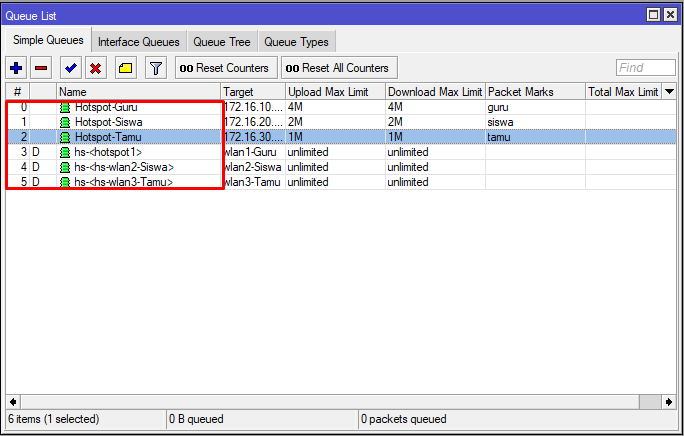 Queue List
Simple Queues Interface Queues Queue Tree Queue Types
00 Reset Counters 00 Reset All Counters Find
# Name Target Upload Max Limit Download Max Limit Packet Marks Total Max Limit
0 Hotspot-Guru 172.16.10.... 4M 4M guru
1 Hotspot-Siswa 172.16.20.... 2M 2M siswa
2 Hotspot-Tamu 172.16.30.... 1M 1M tamu
3 D hs-<hotspot1> wlan1-Guru unlimited unlimited
4 D hs-<hs-wlan2-Siswa> wlan2-Siswa unlimited unlimited
5 D hs-<hs-wlan3-Tamu> wlan3-Tamu unlimited unlimited
6 items (1 selected) 0 B queued 0 packets queued